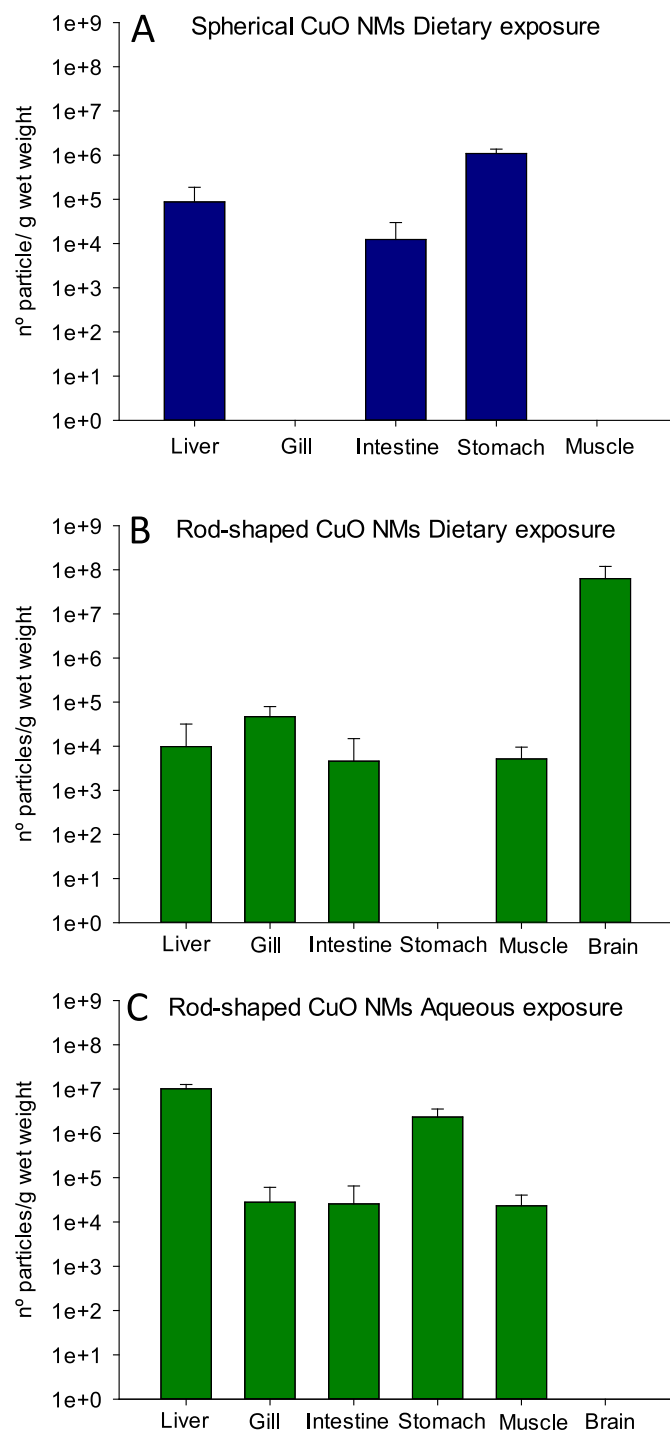 A Spherical CuO NMs Dietary exposure
nº particle/ g wet weight
1e+9
1e+8
1e+7
1e+6
1e+5
1e+4
1e+3
1e+2
1e+1
1e+0
Liver Gill Intestine Stomach Muscle
B Rod-shaped CuO NMs Dietary exposure
nº particles/g wet weight
1e+9
1e+8
1e+7
1e+6
1e+5
1e+4
1e+3
1e+2
1e+1
1e+0
Liver Gill Intestine Stomach Muscle Brain
C Rod-shaped CuO NMs Aqueous exposure
nº particles/g wet weight
1e+9
1e+8
1e+7
1e+6
1e+5
1e+4
1e+3
1e+2
1e+1
1e+0
Liver Gill Intestine Stomach Muscle Brain